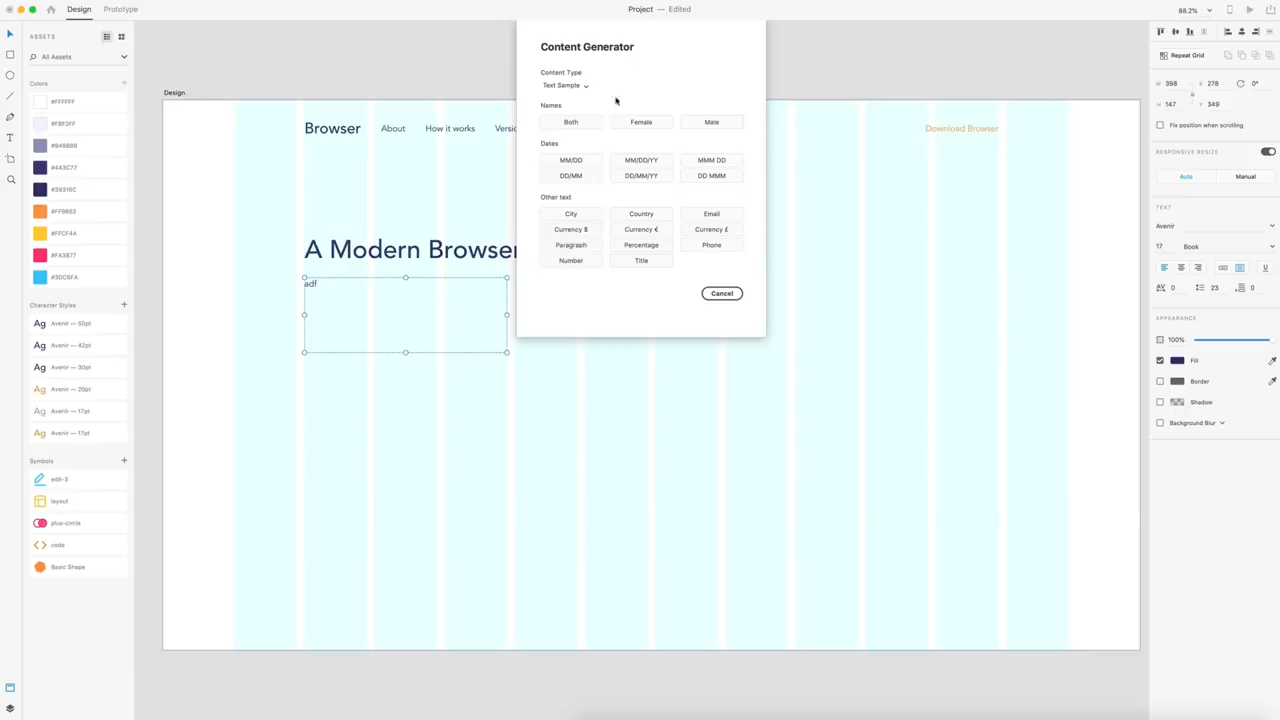 Design
Prototype
Project — Edited
88.2%
ASSETS
All Assets
Colors
#FFFFFF
#FBF2FF
#8498B8
#443C77
#39316C
#FF9B52
#FFCF4A
#FA3877
#3DC6FA
Character Styles
Ag Avenir — 50pt
Ag Avenir — 42pt
Ag Avenir — 30pt
Ag Avenir — 20pt
Ag Avenir — 17pt
Ag Avenir — 17pt
Symbols
edit-3
layout
plus-circle
code
Basic Shape
Design
Browser
About
How it works
Download Browser
A Modern Browser
adf
Content Generator
Content Type
Text Sample
Names
Both
Female
Male
Dates
MM/DD
MM/DD/YY
MMM DD
DD/MM
DD/MM/YY
DD MMM
Other text
City
Country
Email
Currency $
Currency €
Currency £
Paragraph
Percentage
Phone
Number
Title
Cancel
Repeat Grid
W 398
X 278
0°
H 147
Y 349
Fix position when scrolling
RESPONSIVE RESIZE
Auto
Manual
TEXT
Avenir
17
Book
0
23
0
APPEARANCE
100%
Fill
Border
Shadow
Background Blur